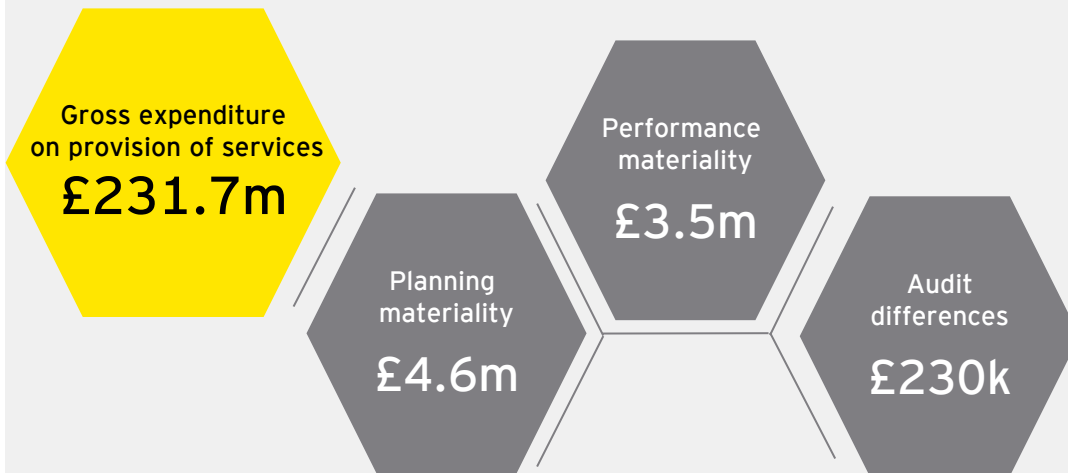 Gross expenditure
on provision of services
£231.7m
Planning
materiality
£4.6m
Performance
materiality
£3.5m
Audit
differences
£230k